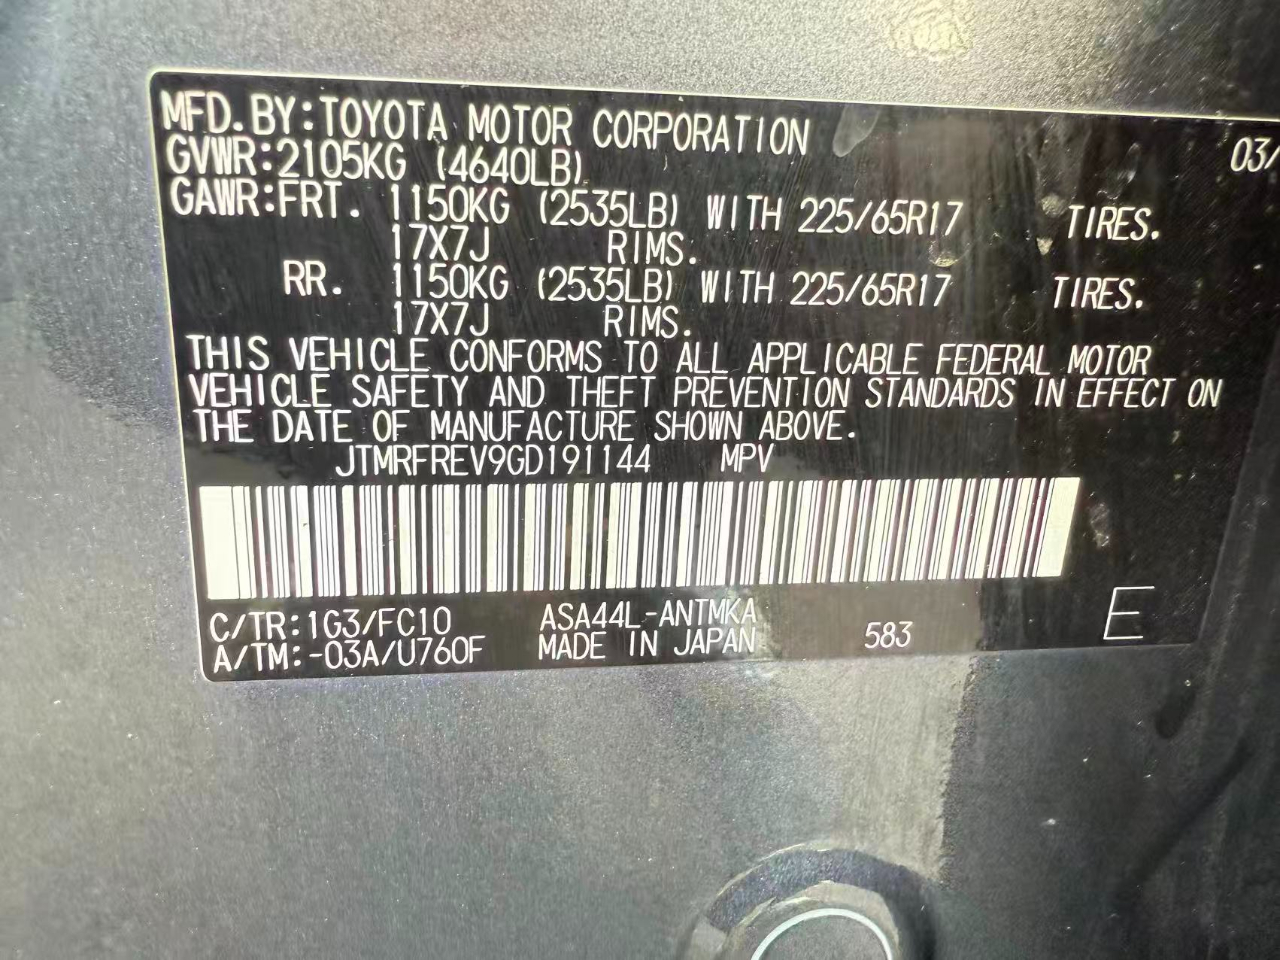 MFD.BY:TOYOTA MOTOR CORPORATION 03/
GVWR:2105KG (4640LB)
GAWR:FRT. 1150KG (2535LB) WITH 225/65R17 TIRES.
17X7J RIMS.
RR. 1150KG (2535LB) WITH 225/65R17 TIRES.
17X7J RIMS.
THIS VEHICLE CONFORMS TO ALL APPLICABLE FEDERAL MOTOR
VEHICLE SAFETY AND THEFT PREVENTION STANDARDS IN EFFECT ON
THE DATE OF MANUFACTURE SHOWN ABOVE.
JTMRFREV9GD191144 MPV
C/TR:1G3/FC10 ASA44L-ANTMKA
A/TM:-03A/U760F MADE IN JAPAN 583 E